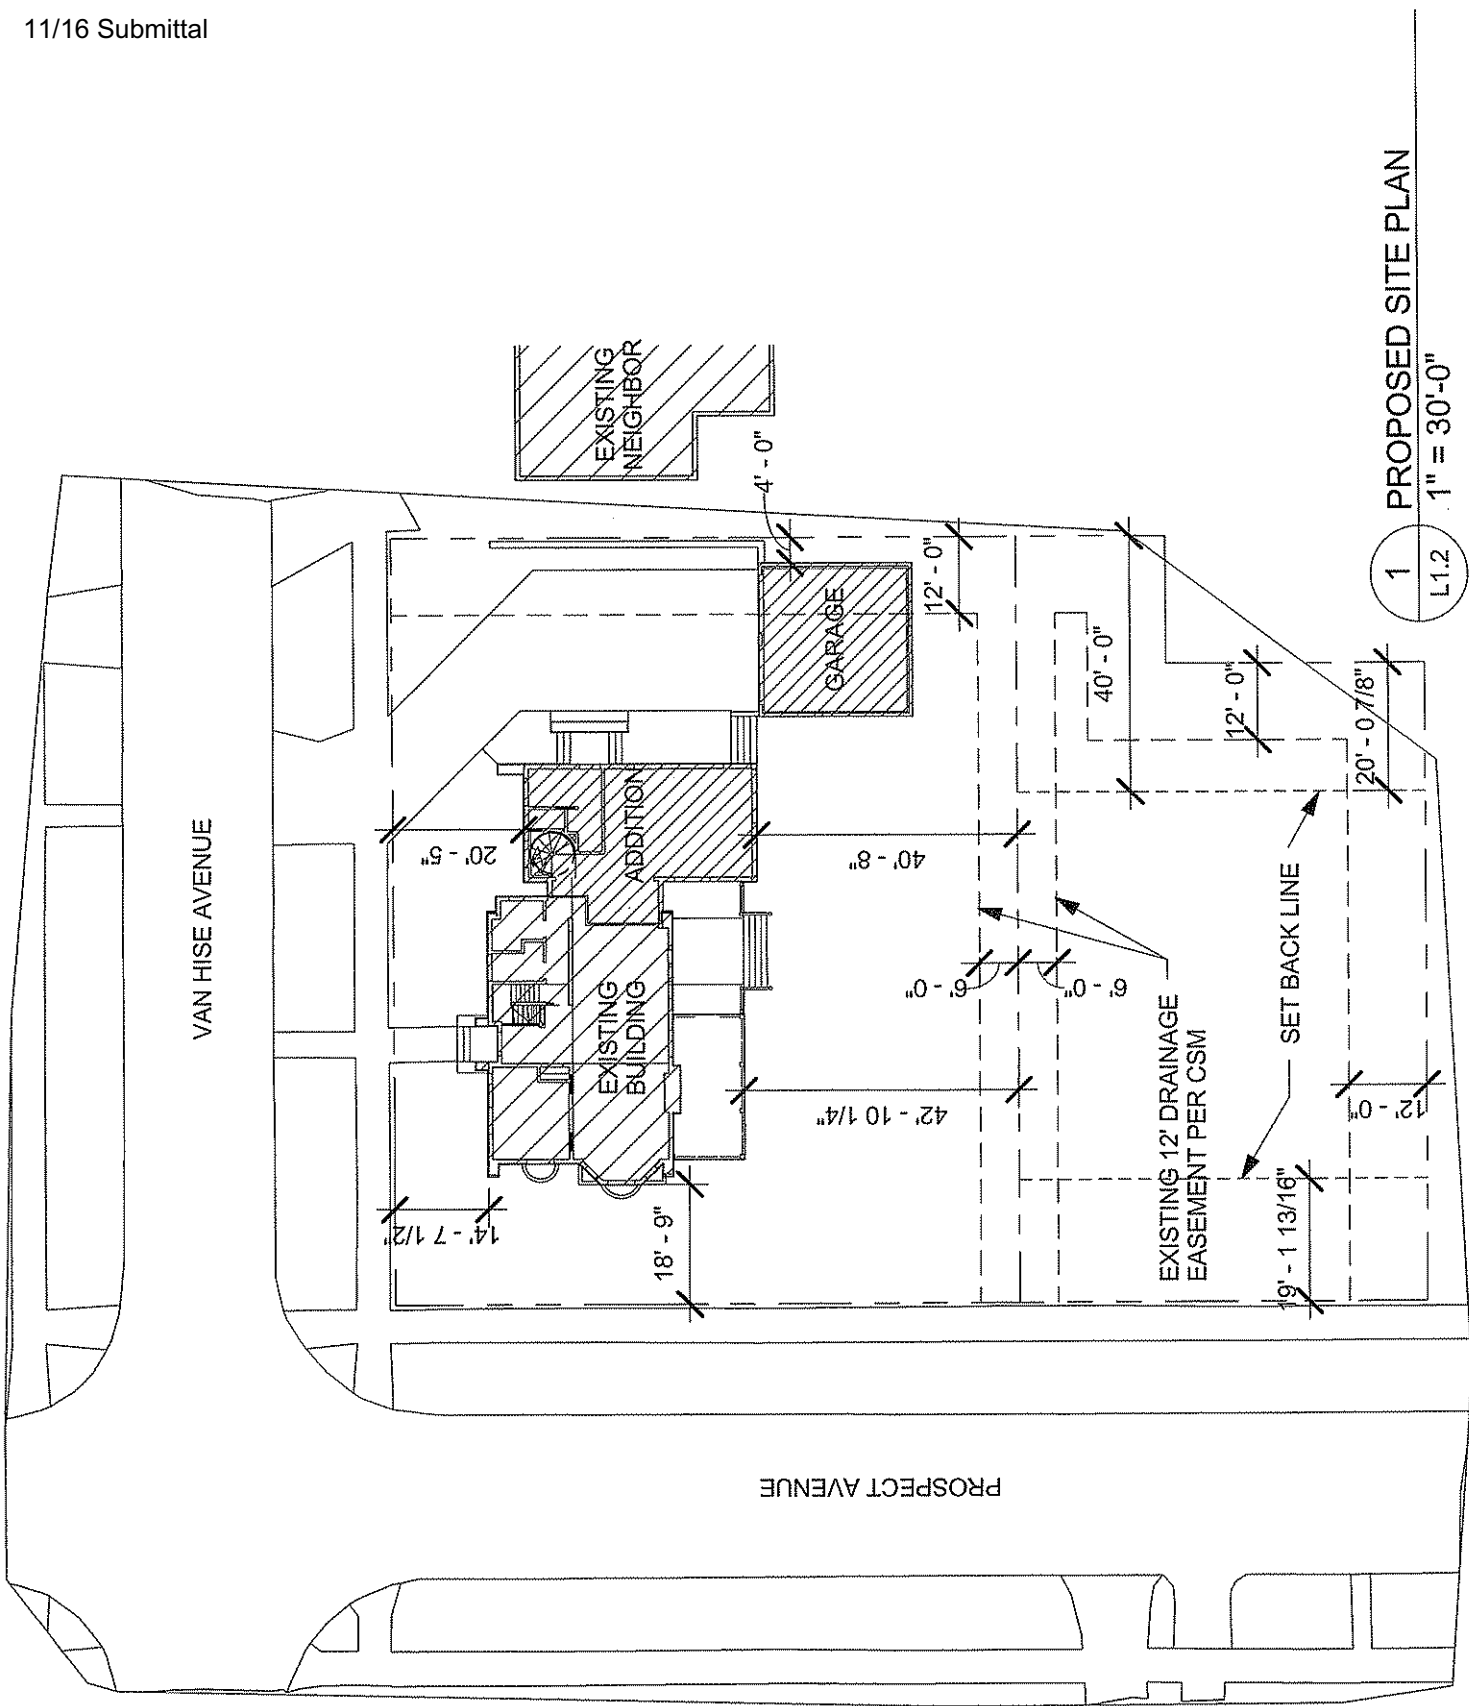 11/16 Submittal
VAN HISE AVENUE
EXISTING
NEIGHBOR
4' - 0"
GARAGE
12' - 0"
20' - 5"
ADDITION
40' - 8"
40' - 0"
12' - 0"
20' - 0 7/8"
EXISTING
BUILDING
6' - 0"
6' - 0"
SET BACK LINE
42' - 10 1/4"
EXISTING 12' DRAINAGE
EASEMENT PER CSM
12' - 0"
14' - 7 1/2"
18' - 9"
19' - 1 13/16"
PROSPECT AVENUE
1
L1.2
PROPOSED SITE PLAN
1" = 30'-0"